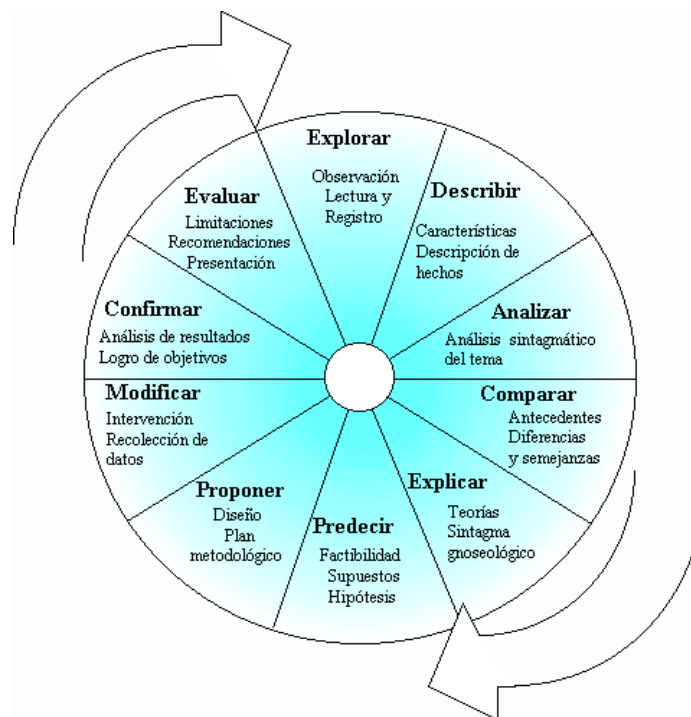 Explorar
Observación
Lectura y
Registro
Describir
Características
Descripción de
hechos
Analizar
Análisis sintagmático
del tema
Comparar
Antecedentes
Diferencias
y semejanzas
Explicar
Teorías
Sintagma
gnoseológico
Predecir
Factibilidad
Supuestos
Hipótesis
Proponer
Diseño
Plan
metodológico
Modificar
Intervención
Recolección de
datos
Confirmar
Análisis de resultados
Logro de objetivos
Evaluar
Limitaciones
Recomendaciones
Presentación